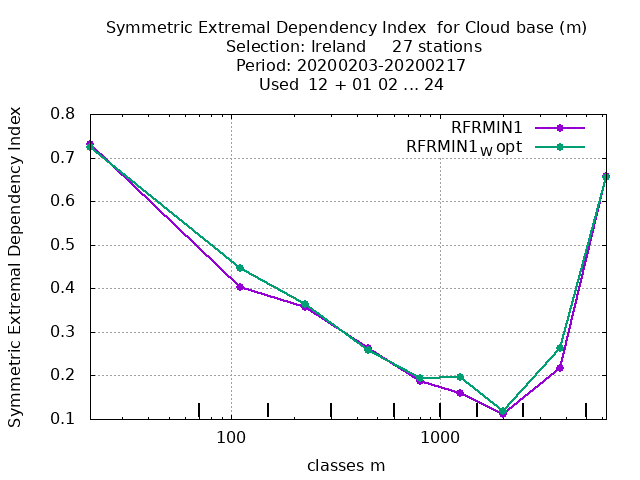 Symmetric Extremal Dependency Index  for Cloud base (m)
Selection: Ireland     27 stations
Period: 20200203-20200217
Used  12 + 01 02 ... 24
Symmetric Extremal Dependency Index
0.8
0.7
0.6
0.5
0.4
0.3
0.2
0.1
RFRMIN1
RFRMIN1W opt
100 1000
classes m